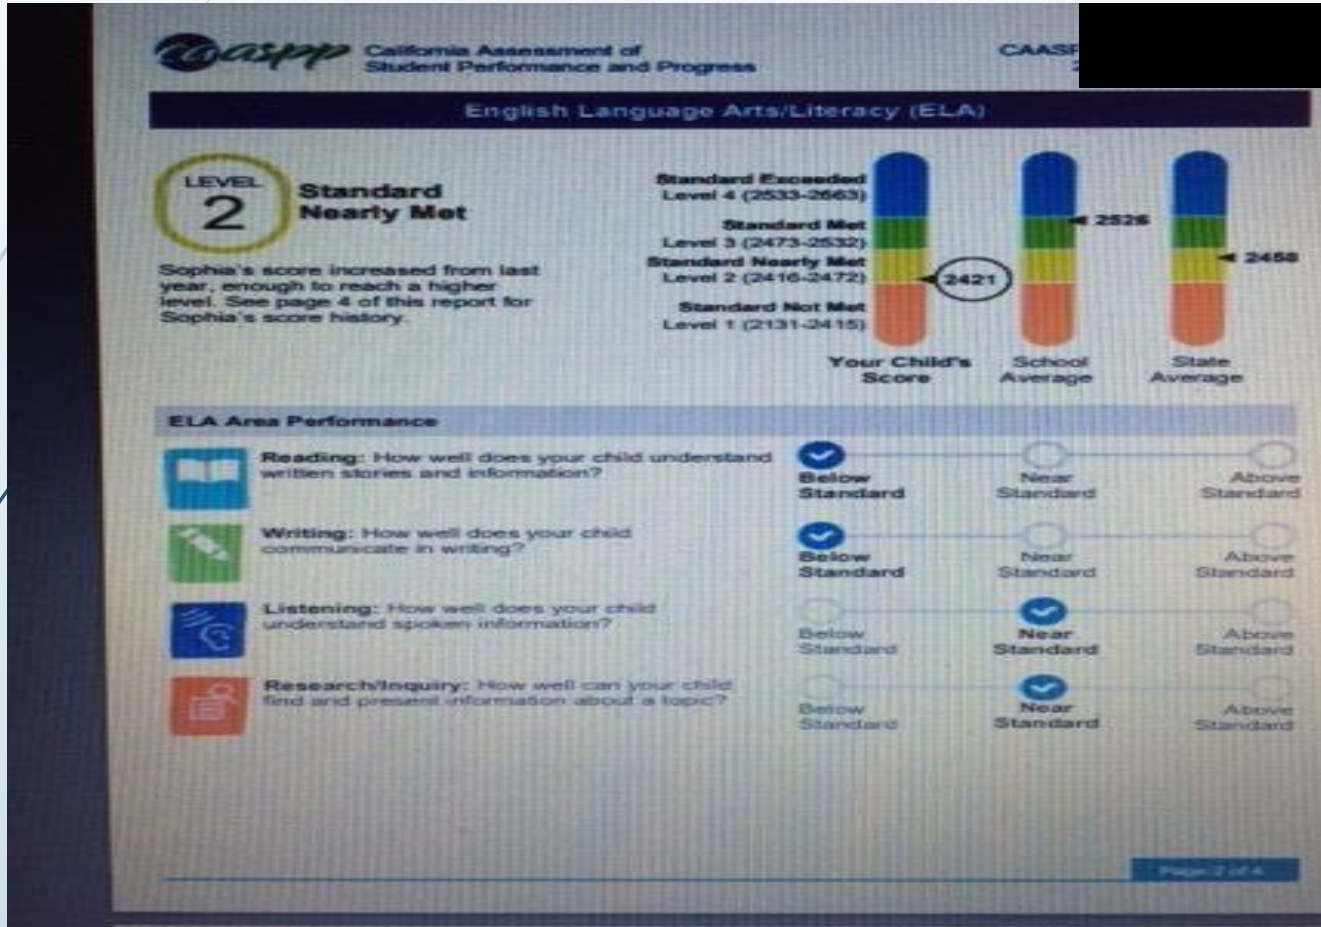 caaspp California Assessment of
Student Performance and Progress
English Language Arts/Literacy (ELA)
LEVEL
2
Standard
Nearly Met
Sophia's score increased from last
year, enough to reach a higher
level. See page 4 of this report for
Sophia's score history.
Standard Exceeded
Level 4 (2533-2663)
Standard Met
Level 3 (2473-2532)
Standard Nearly Met
Level 2 (2416-2472)
Standard Not Met
Level 1 (2131-2415)
2421
2526
2458
Your Child's
Score
School
Average
State
Average
ELA Area Performance
Reading: How well does your child understand
written stories and information?
Below
Standard
Near
Standard
Above
Standard
Writing: How well does your child
communicate in writing?
Below
Standard
Near
Standard
Above
Standard
Listening: How well does your child
understand spoken information?
Below
Standard
Near
Standard
Above
Standard
Research/Inquiry: How well can your child
find and present information about a topic?
Below
Standard
Near
Standard
Above
Standard
Page 2 of 4